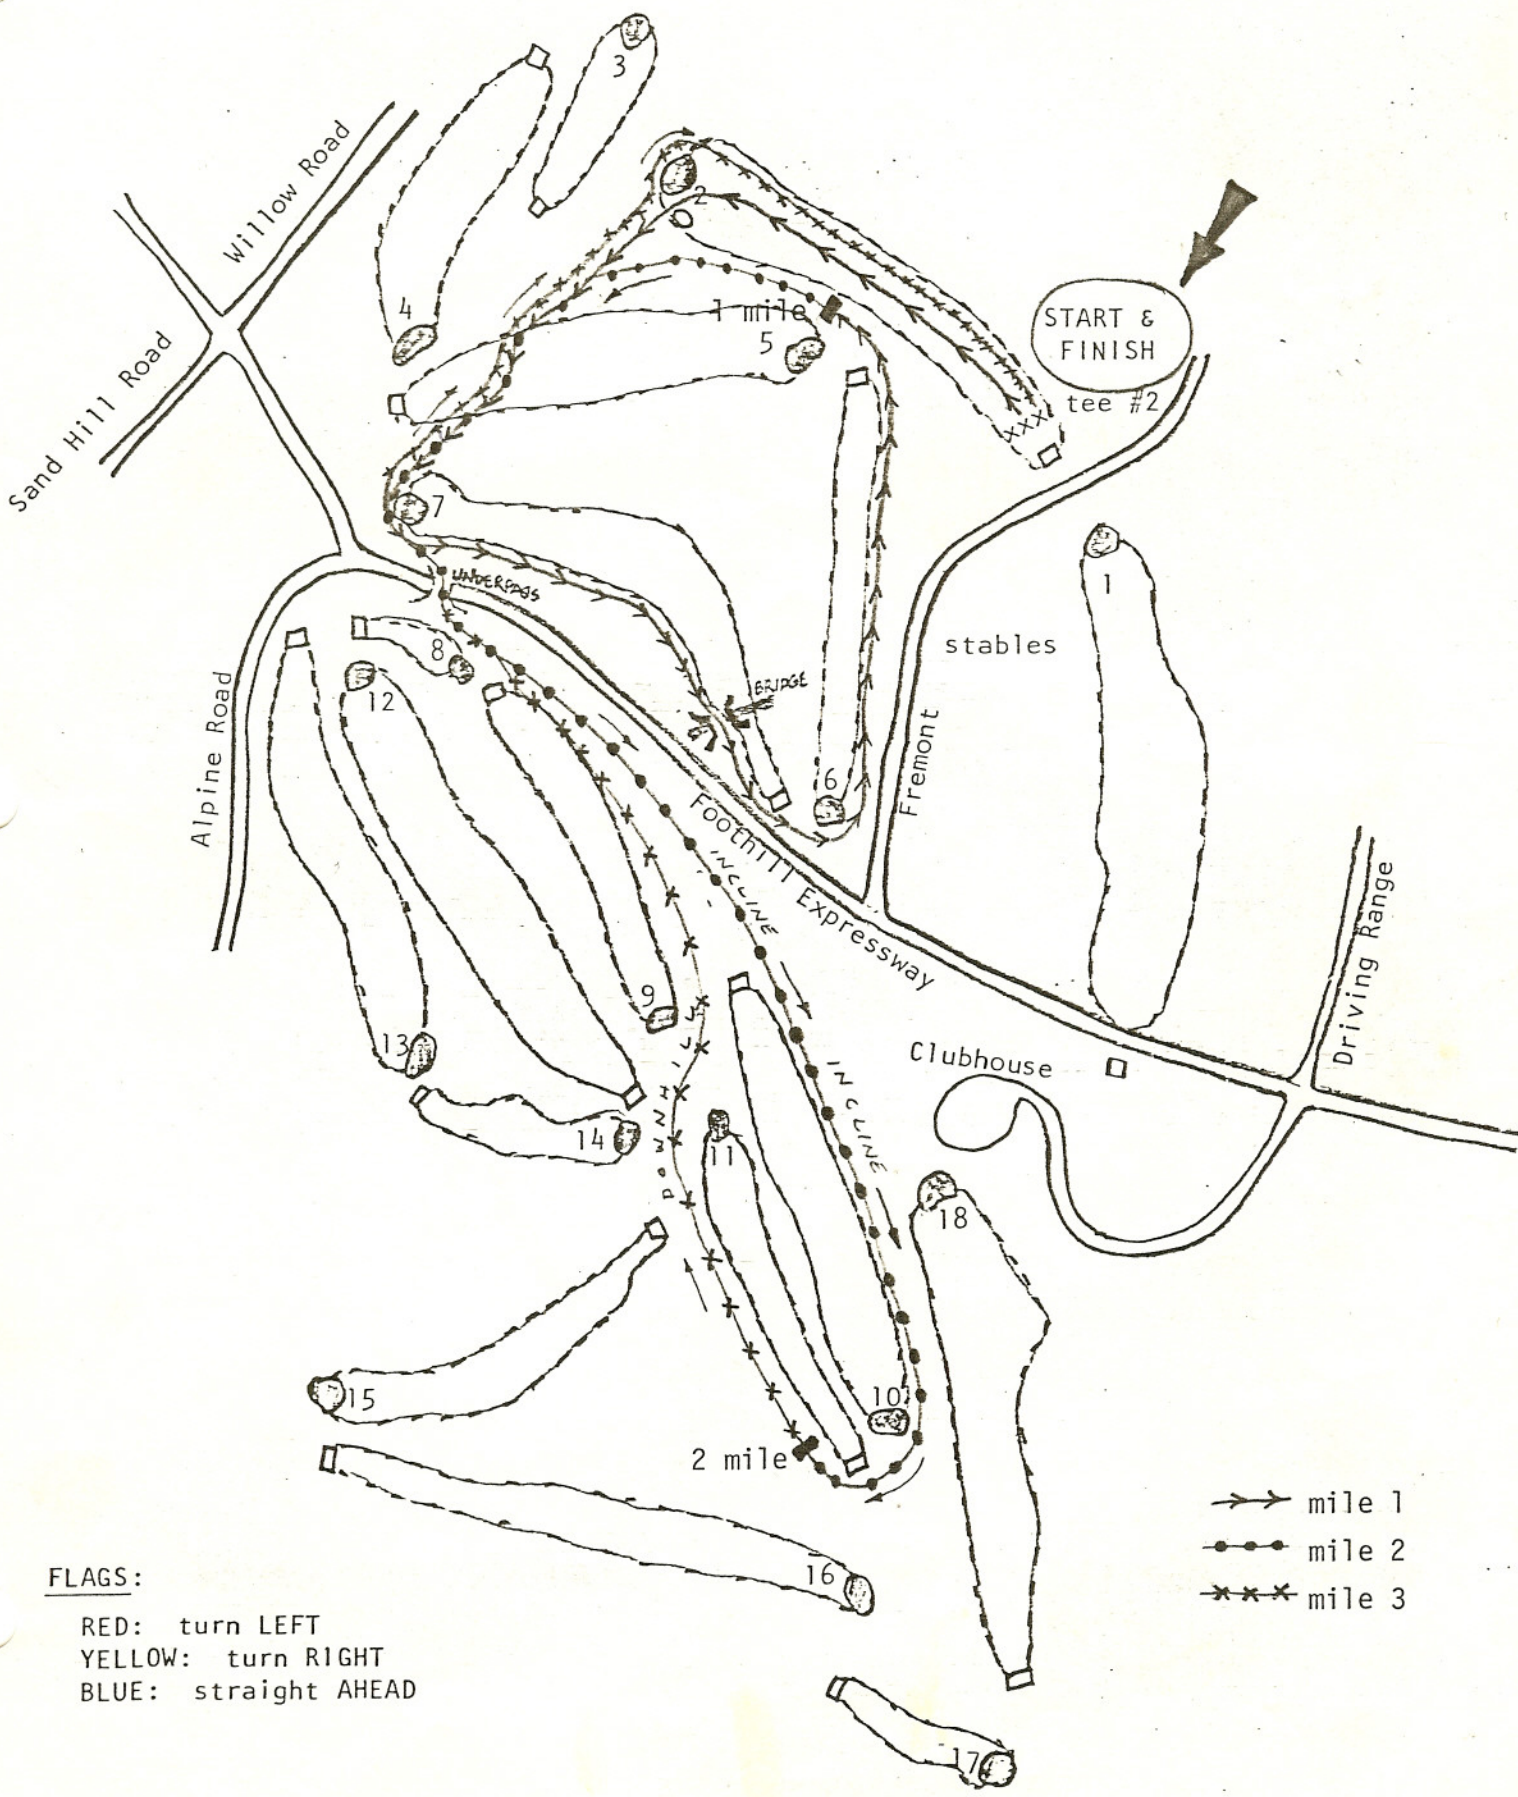 3
Willow Road
2
4
START &
FINISH
1 mile
5
tee #2
Sand Hill Road
xxx
7
UNDERPASS
1
stables
8
12
BRIDGE
Alpine Road
6
Fremont
Foothill Expressway
INCLINE
Driving Range
9
13
Clubhouse
DOWNHILL
INCLINE
14
11
18
15
10
2 mile
16
mile 1
mile 2
mile 3
FLAGS:
RED: turn LEFT
YELLOW: turn RIGHT
BLUE: straight AHEAD
17